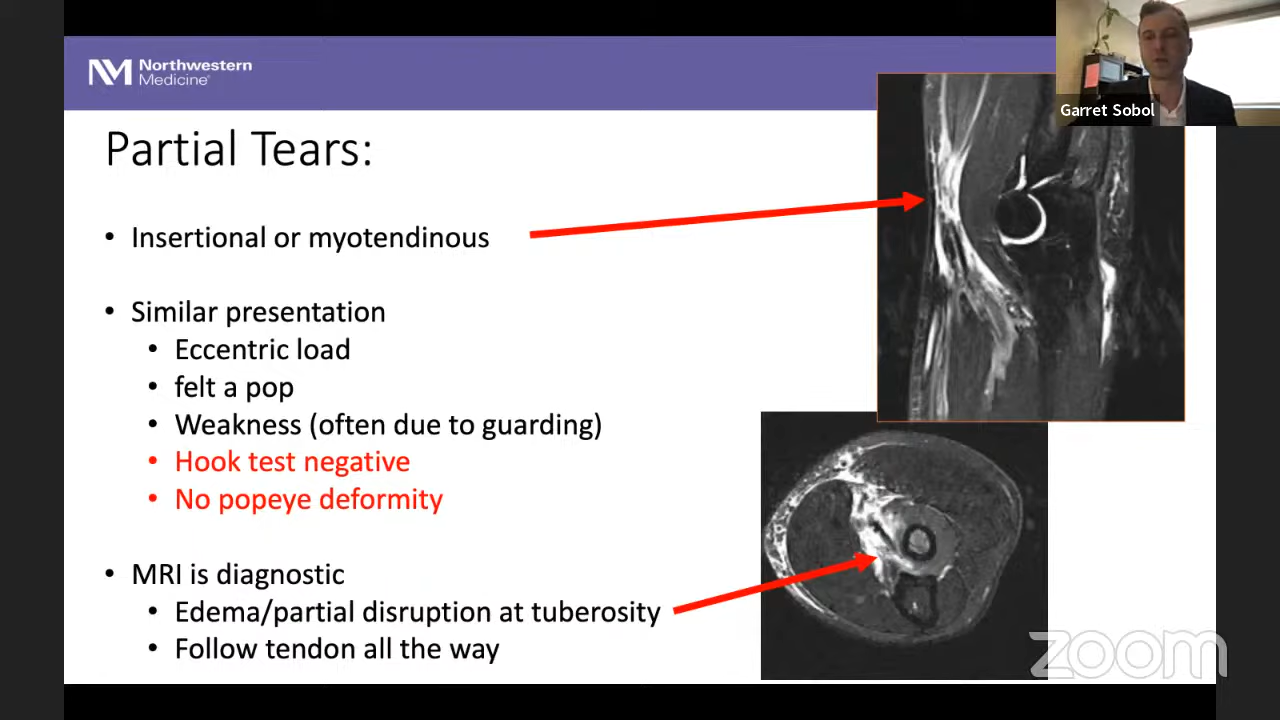 Northwestern
Medicine®
Garret Sobol
Partial Tears:
• Insertional or myotendinous
• Similar presentation
• Eccentric load
• felt a pop
• Weakness (often due to guarding)
• Hook test negative
• No popeye deformity
• MRI is diagnostic
• Edema/partial disruption at tuberosity
• Follow tendon all the way
zoom